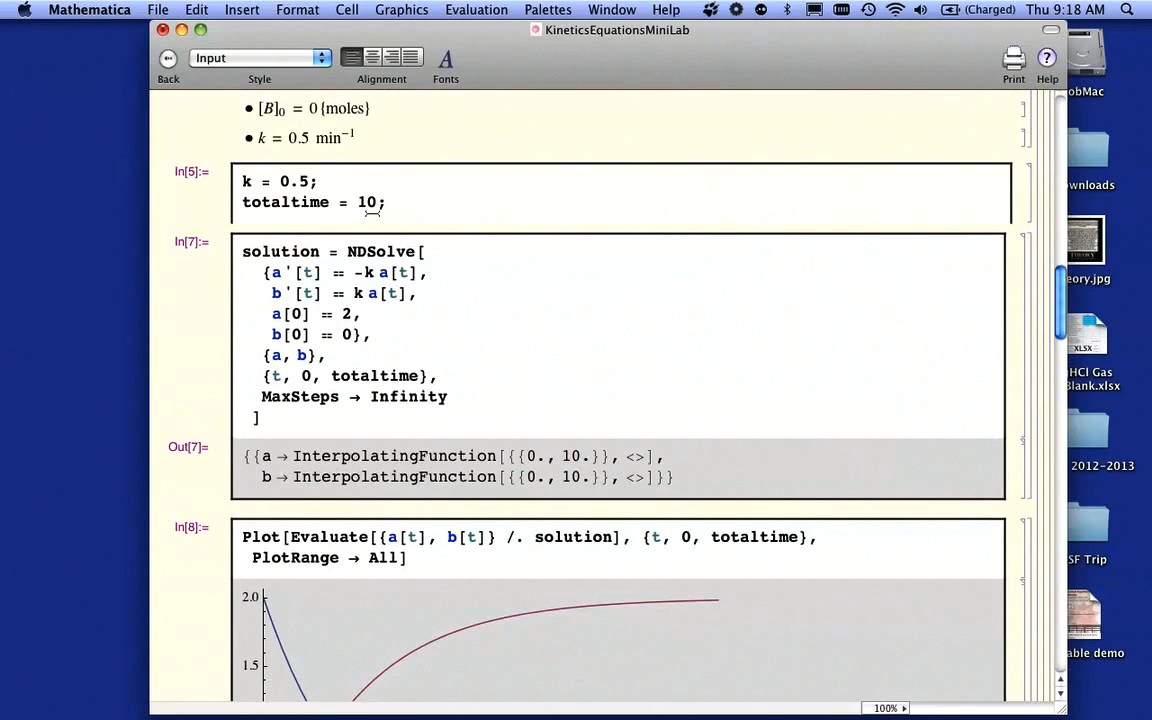 Mathematica File Edit Insert Format Cell Graphics Evaluation Palettes Window Help (Charged) Thu 9:18 AM
KineticsEquationsMiniLab
Input
Back Style Alignment Fonts Print Help
• [B]0 = 0 {moles}
• k = 0.5 min−1
In[5]:=
k = 0.5;
totaltime = 10;
In[7]:=
solution = NDSolve[
{a'[t] == -k a[t],
b'[t] == k a[t],
a[0] == 2,
b[0] == 0},
{a, b},
{t, 0, totaltime},
MaxSteps → Infinity
]
Out[7]=
{{a → InterpolatingFunction[{{0., 10.}}, <>],
b → InterpolatingFunction[{{0., 10.}}, <>]}}
In[8]:=
Plot[Evaluate[{a[t], b[t]} /. solution], {t, 0, totaltime},
PlotRange → All]
2.0
1.5
100%
obMac
wnloads
eory.jpg
XLSX
HCl Gas
Blank.xlsx
2012-2013
SF Trip
able demo